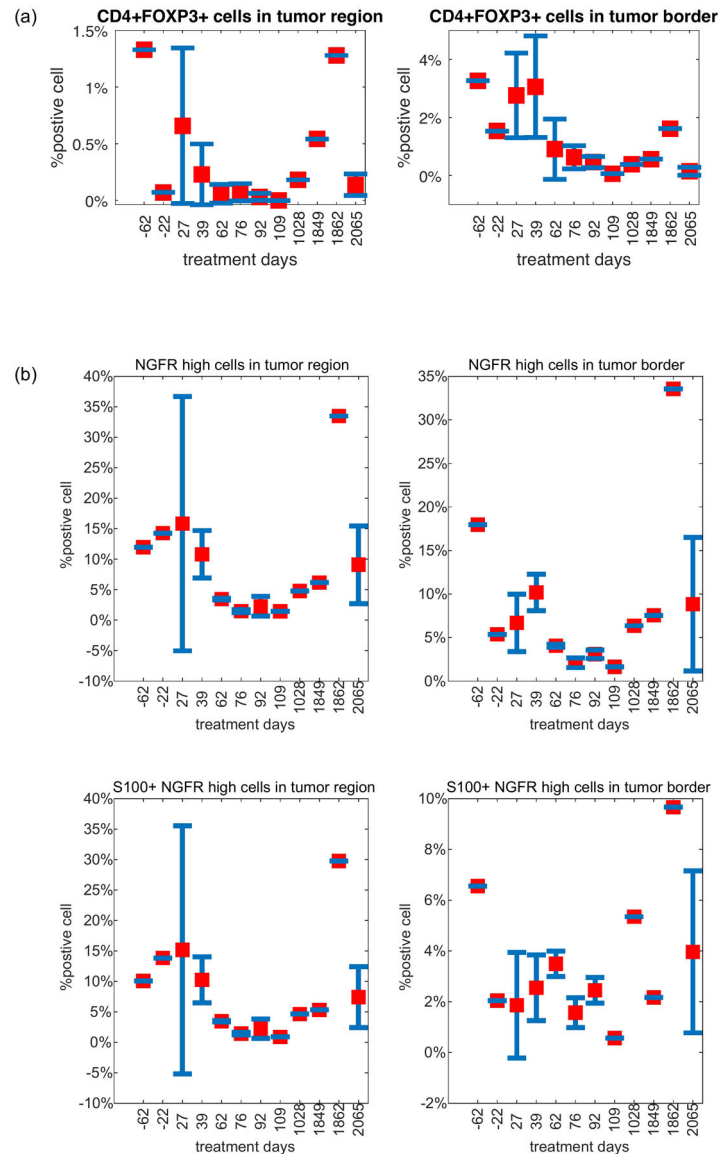 (a)
CD4+FOXP3+ cells in tumor region
1.5%
1%
0.5%
0%
%postive cell
-62 -22 27 39 62 76 92 109 1028 1849 1862 2065
treatment days
CD4+FOXP3+ cells in tumor border
4%
2%
0%
%postive cell
-62 -22 27 39 62 76 92 109 1028 1849 1862 2065
treatment days
(b)
NGFR high cells in tumor region
40%
35%
30%
25%
20%
15%
10%
5%
0%
-5%
-10%
%postive cell
-62 -22 27 39 62 76 92 109 1028 1849 1862 2065
treatment days
NGFR high cells in tumor border
35%
30%
25%
20%
15%
10%
5%
0%
%postive cell
-62 -22 27 39 62 76 92 109 1028 1849 1862 2065
treatment days
S100+ NGFR high cells in tumor region
40%
35%
30%
25%
20%
15%
10%
5%
0%
-5%
-10%
%postive cell
-62 -22 27 39 62 76 92 109 1028 1849 1862 2065
treatment days
S100+ NGFR high cells in tumor border
10%
8%
6%
4%
2%
0%
-2%
%postive cell
-62 -22 27 39 62 76 92 109 1028 1849 1862 2065
treatment days